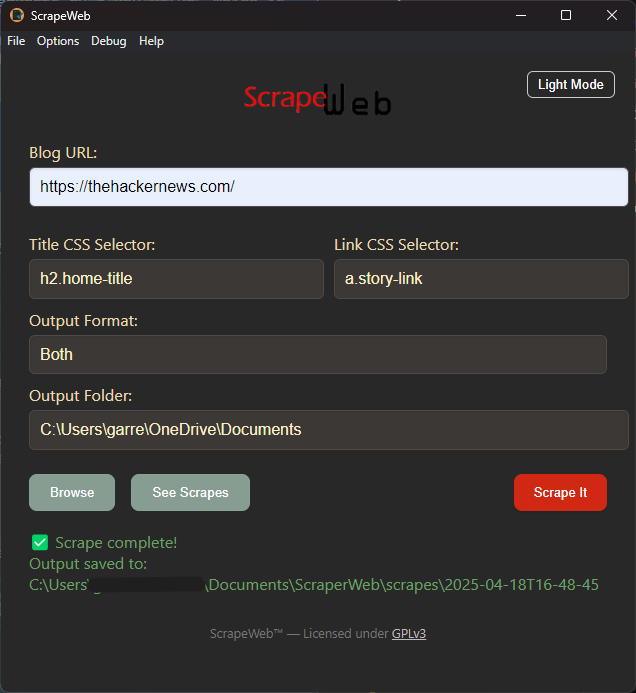 ScrapeWeb
File Options Debug Help
ScrapeWeb
Light Mode
Blog URL:
https://thehackernews.com/
Title CSS Selector: Link CSS Selector:
h2.home-title a.story-link
Output Format:
Both
Output Folder:
C:\Users\garre\OneDrive\Documents
Browse See Scrapes Scrape It
✅ Scrape complete!
Output saved to:
C:\Users\ \Documents\ScraperWeb\scrapes\2025-04-18T16-48-45
ScrapeWeb™ — Licensed under GPLv3